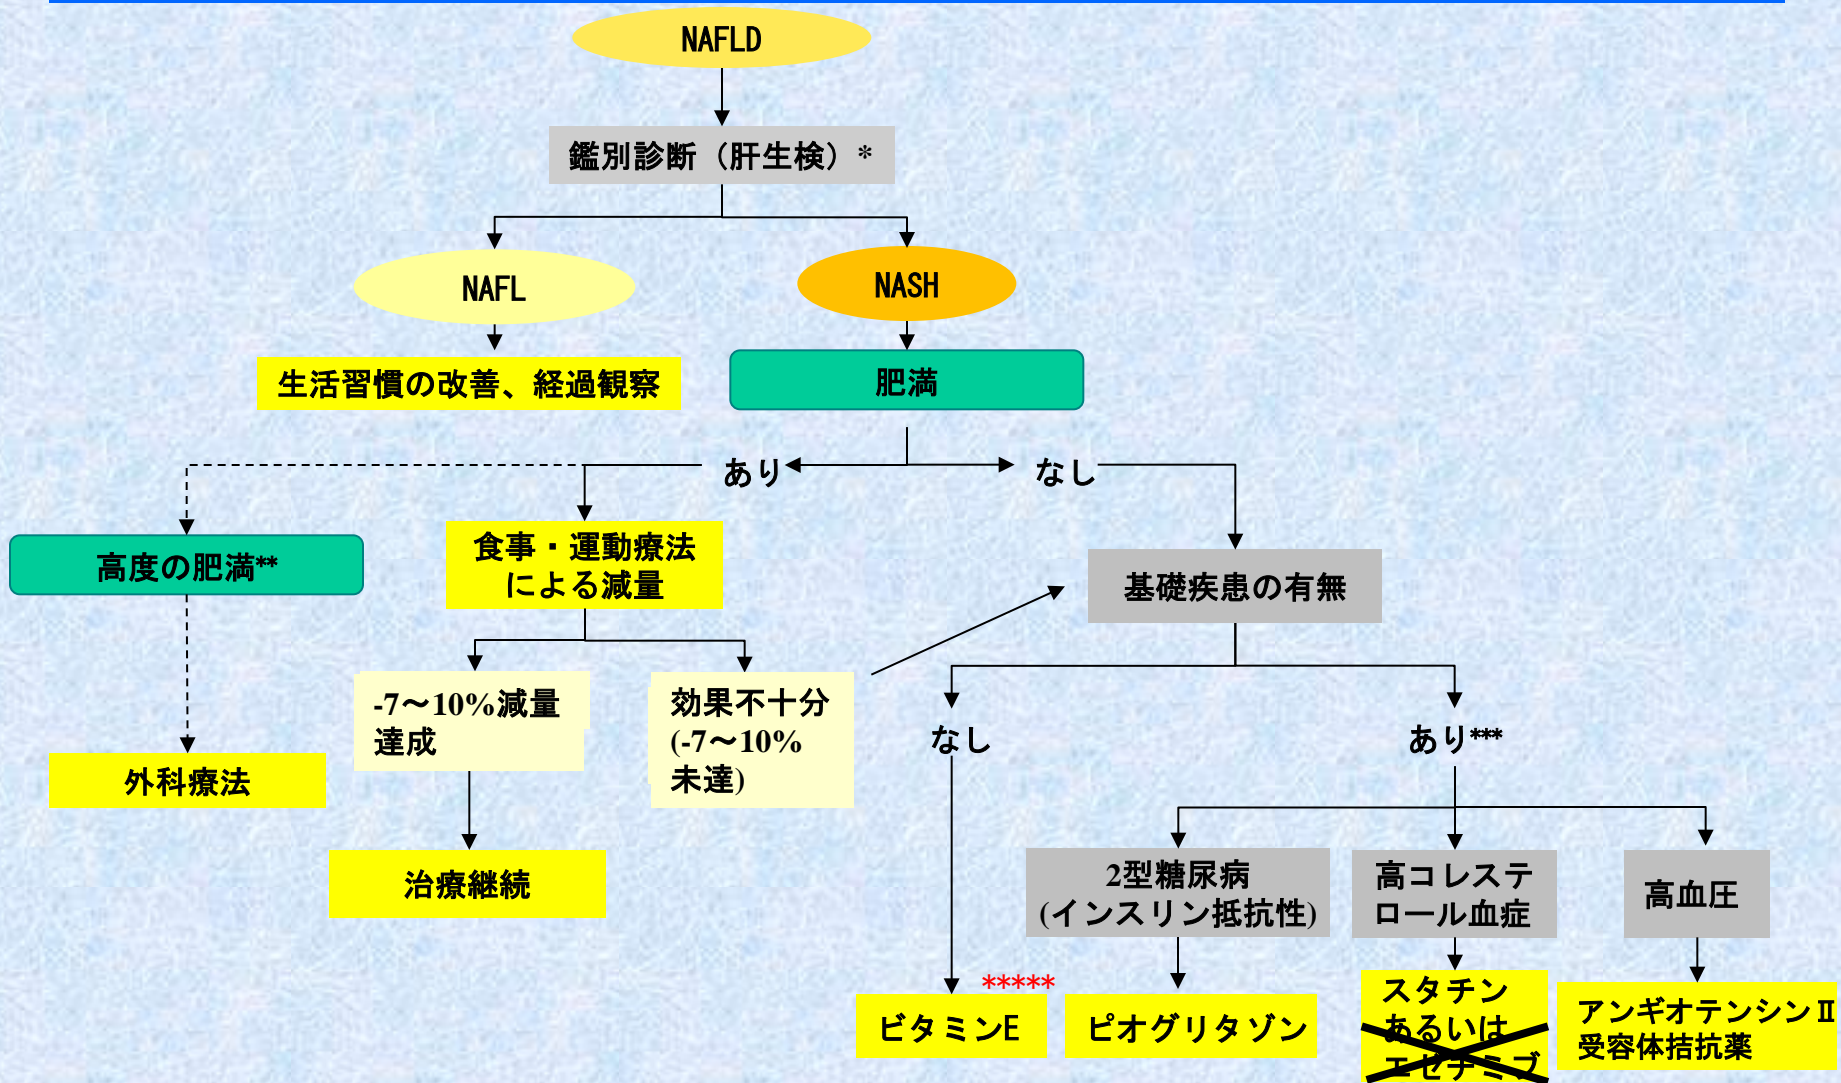 NAFLD
鑑別診断（肝生検）*
NAFL
NASH
生活習慣の改善、経過観察
肥満
あり
なし
高度の肥満**
食事・運動療法
による減量
基礎疾患の有無
-7～10%減量
達成
効果不十分
(-7～10%
未達)
なし
あり***
外科療法
治療継続
2型糖尿病
(インスリン抵抗性)
高コレステ
ロール血症
高血圧
*****
ビタミンE
ピオグリタゾン
スタチン
あるいは
エゼチミブ
アンギオテンシンⅡ
受容体拮抗薬